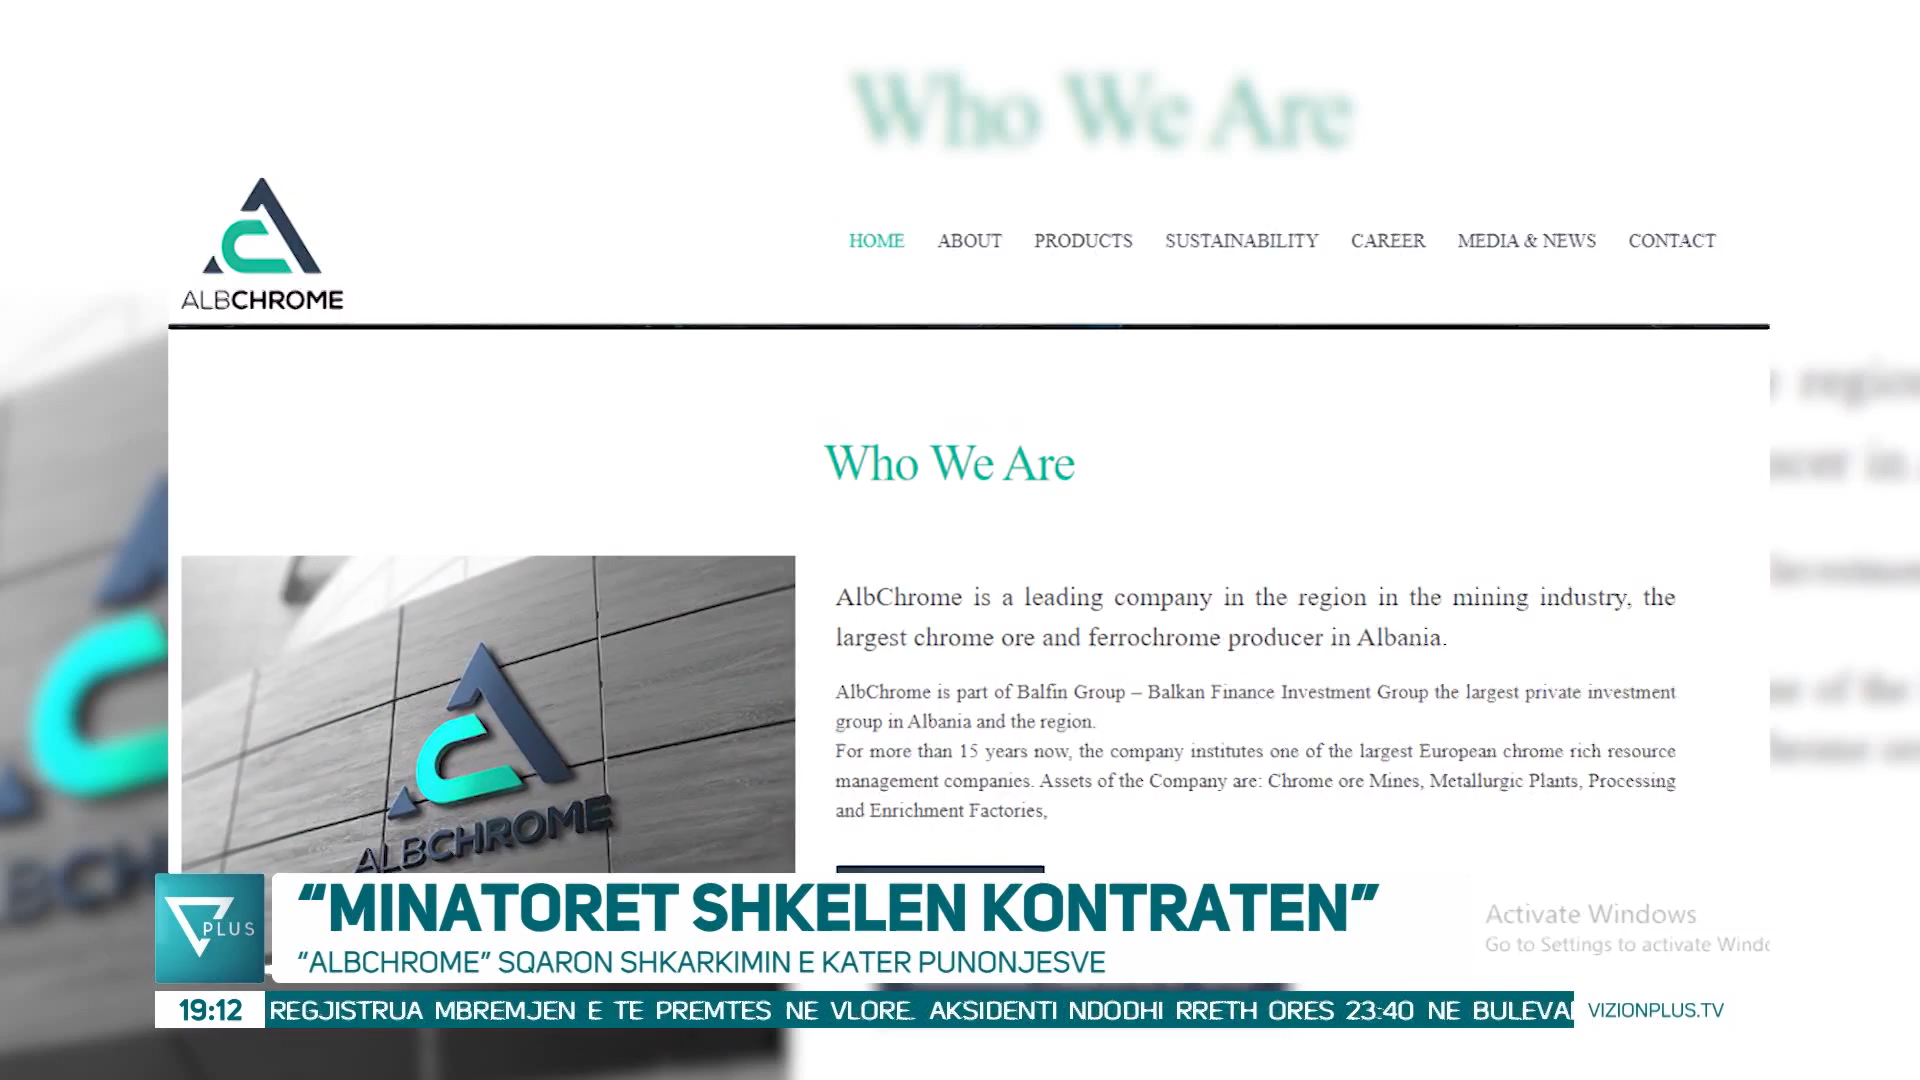 Who We Are
ALBCHROME
HOME ABOUT PRODUCTS SUSTAINABILITY CAREER MEDIA & NEWS CONTACT
Who We Are
AlbChrome is a leading company in the region in the mining industry, the
largest chrome ore and ferrochrome producer in Albania.
AlbChrome is part of Balfin Group – Balkan Finance Investment Group the largest private investment
group in Albania and the region.
For more than 15 years now, the company institutes one of the largest European chrome rich resource
management companies. Assets of the Company are: Chrome ore Mines, Metallurgic Plants, Processing
and Enrichment Factories,
ALBCHROME
Activate Windows
Go to Settings to activate Windo
PLUS
“MINATORET SHKELEN KONTRATEN”
“ALBCHROME” SQARON SHKARKIMIN E KATER PUNONJESVE
19:12 REGJISTRUA MBREMJEN E TE PREMTES NE VLORE. AKSIDENTI NDODHI RRETH ORES 23:40 NE BULEVA VIZIONPLUS.TV